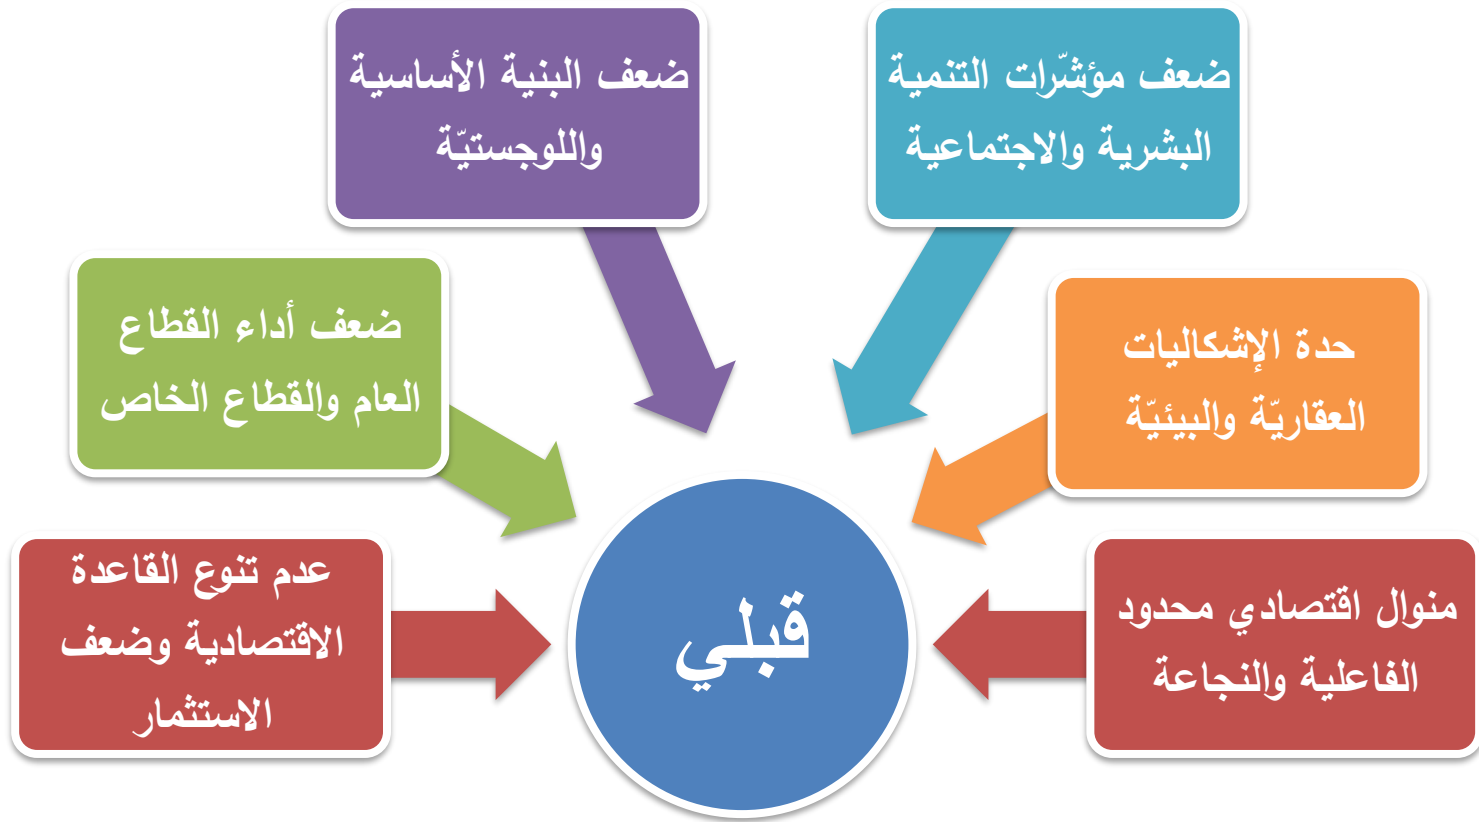 ضعف مؤشّرات التنمية
البشرية والاجتماعية
ضعف البنية الأساسية
واللوجستيّة
حدة الإشكاليات
العقاريّة والبيئيّة
ضعف أداء القطاع
العام والقطاع الخاص
منوال اقتصادي محدود
الفاعلية والنجاعة
عدم تنوع القاعدة
الاقتصادية وضعف
الاستثمار
قبلي